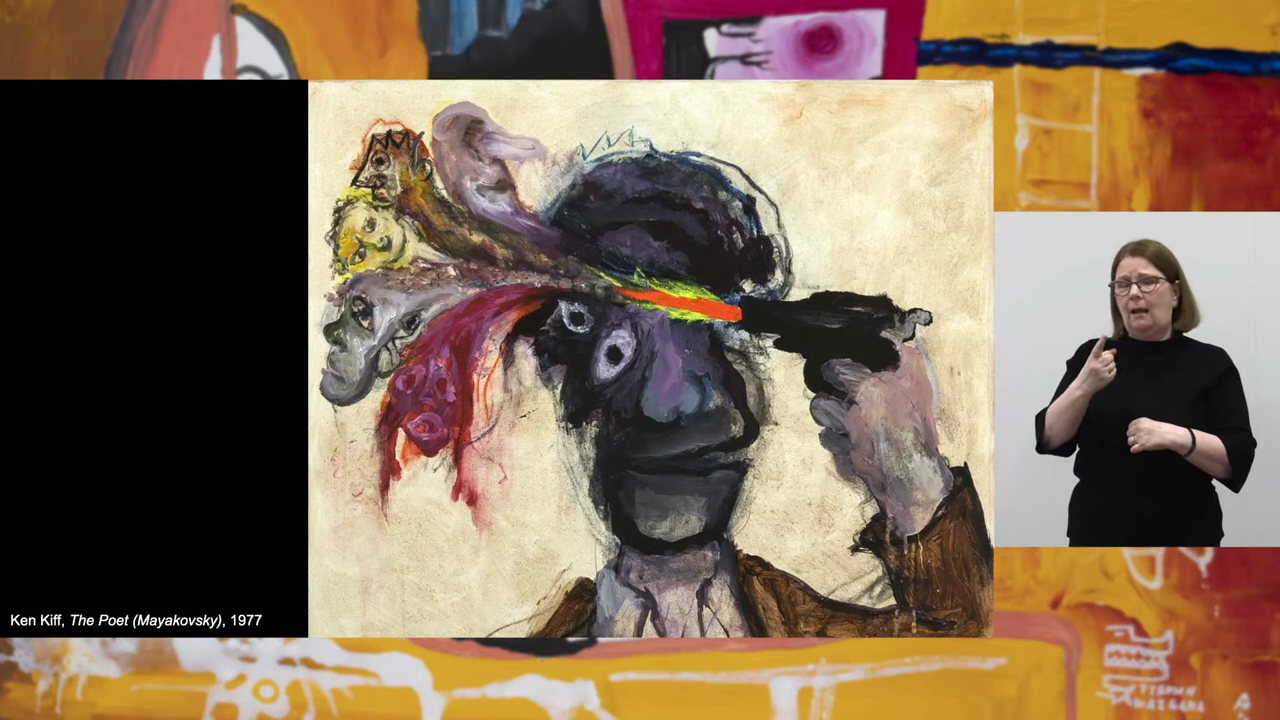 Ken Kiff, The Poet (Mayakovsky), 1977